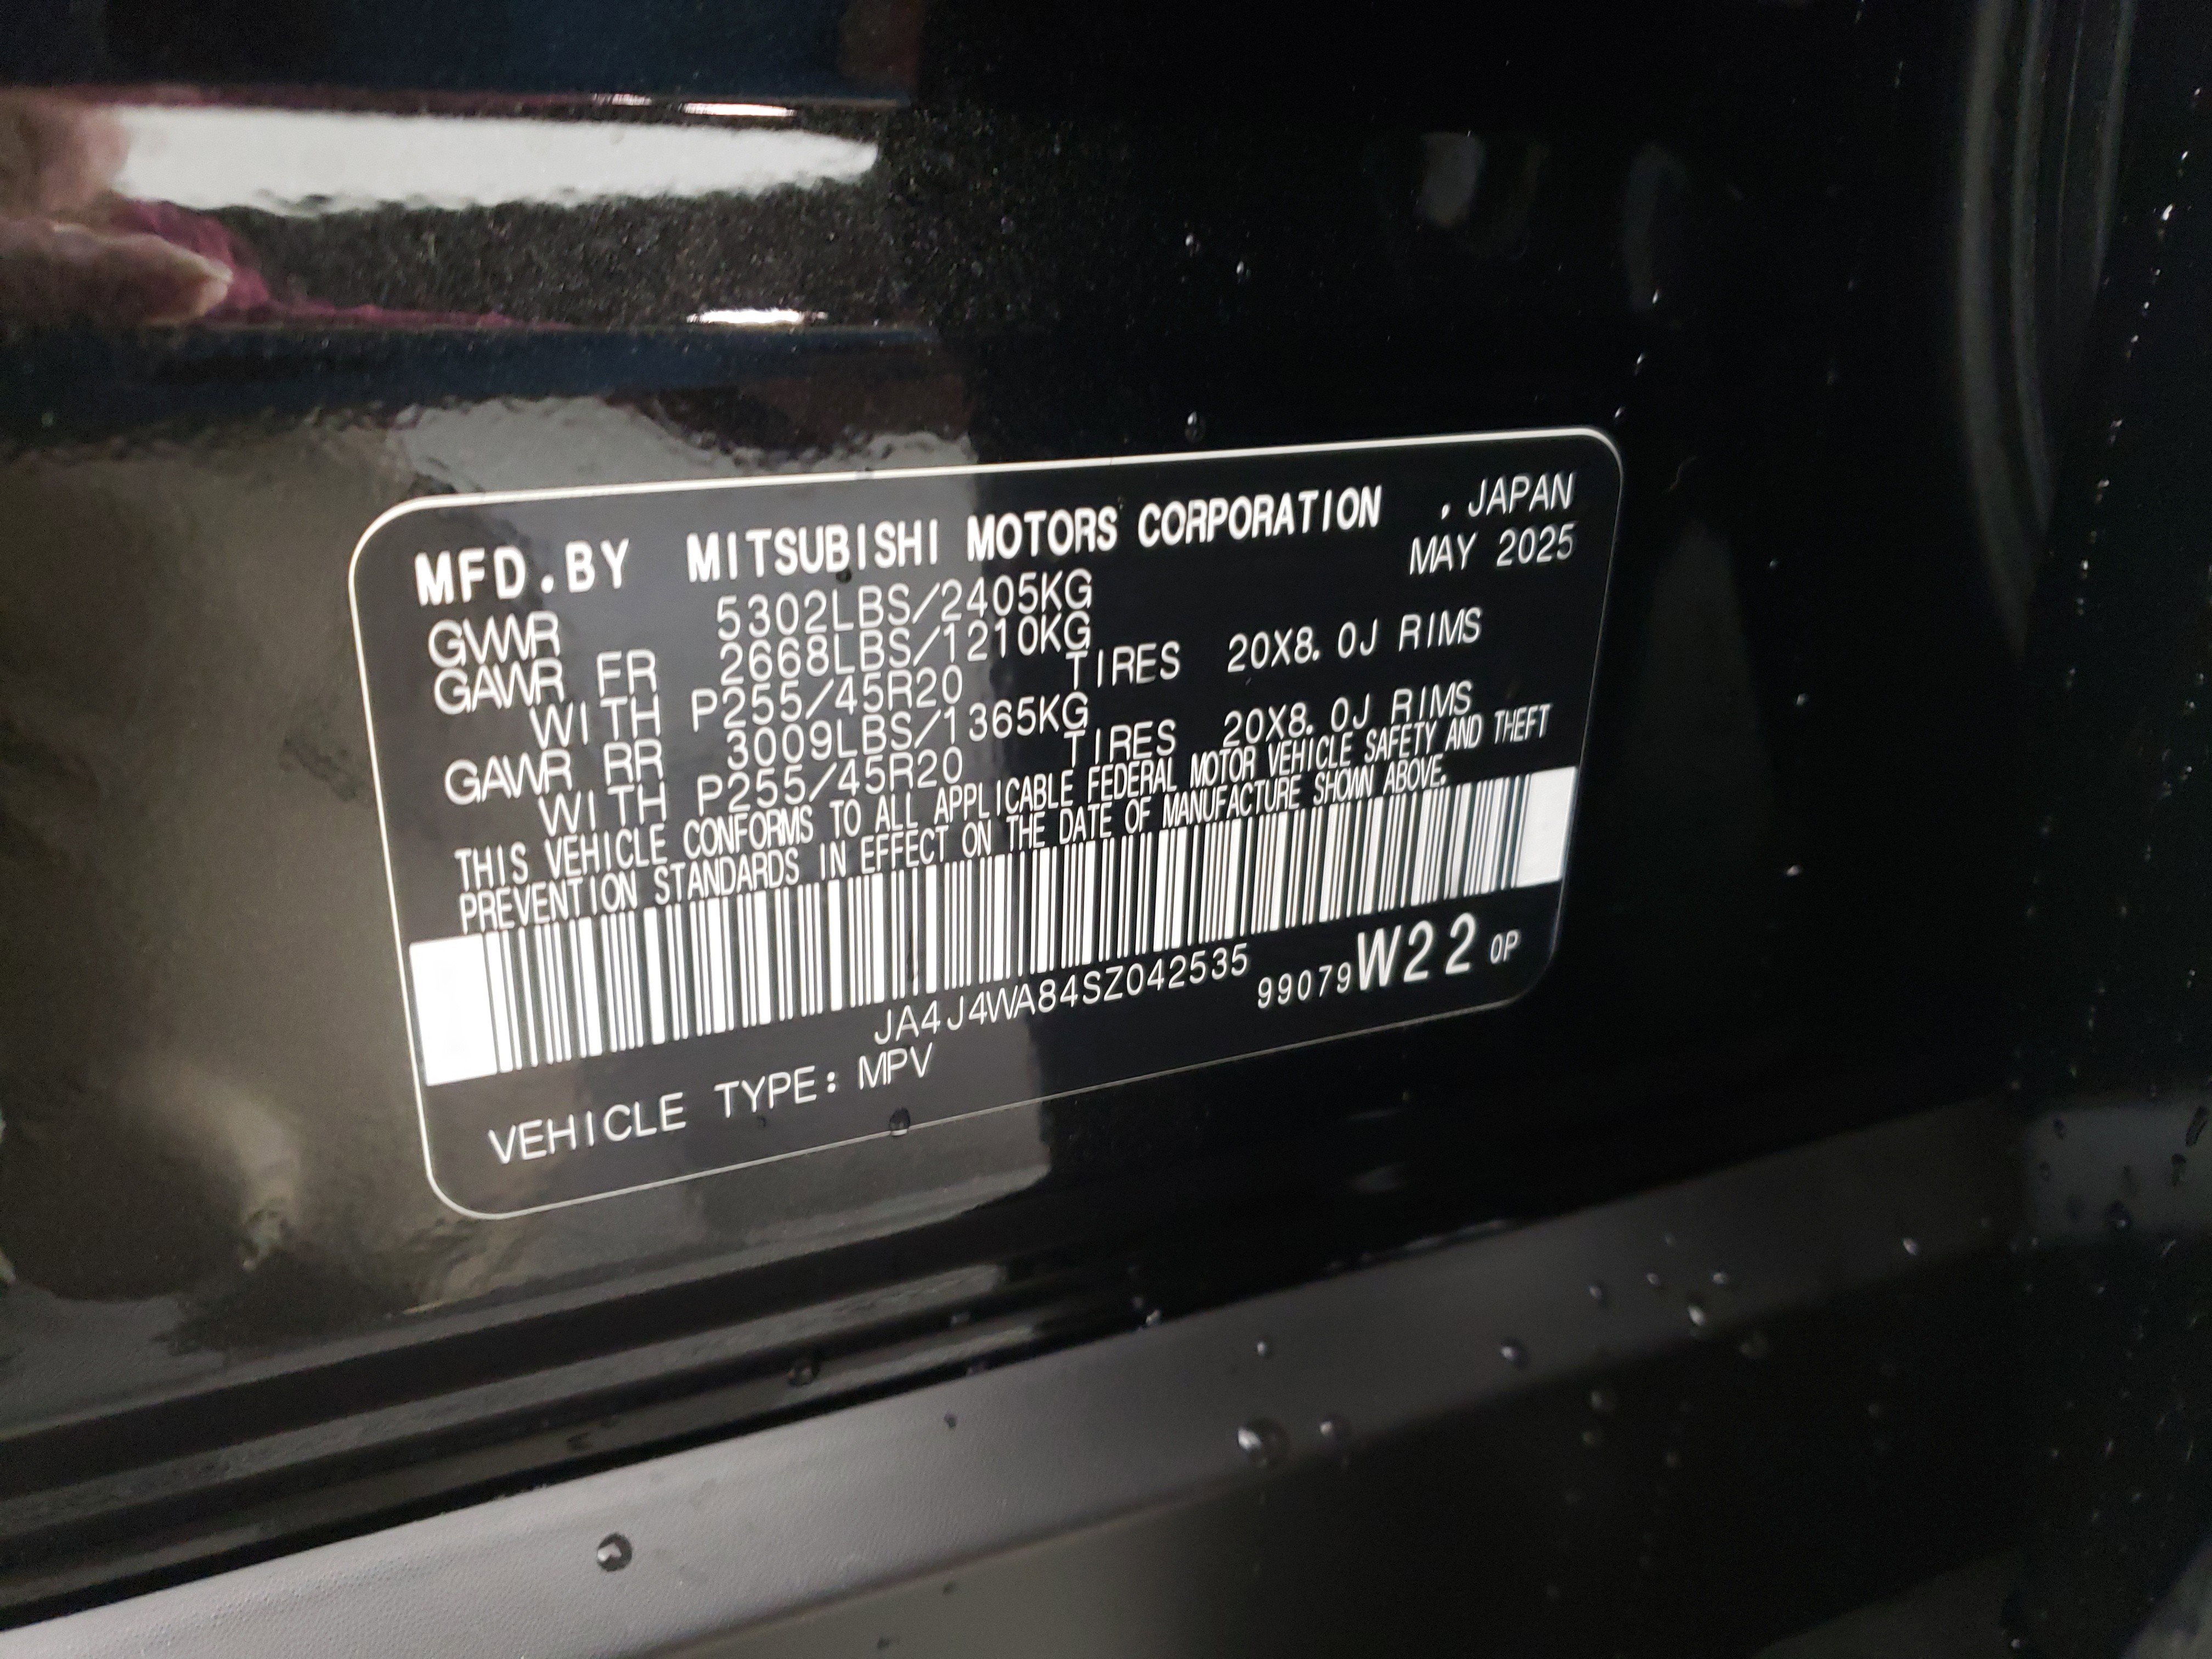 MFD.BY MITSUBISHI MOTORS CORPORATION . JAPAN
MAY 2025
GVWR 5302LBS/2405KG
GAWR FR 2668LBS/1210KG
WITH P255/45R20 TIRES 20X8.0J RIMS
GAWR RR 3009LBS/1365KG
WITH P255/45R20 TIRES 20X8.0J RIMS
THIS VEHICLE CONFORMS TO ALL APPLICABLE FEDERAL MOTOR VEHICLE SAFETY AND THEFT
PREVENTION STANDARDS IN EFFECT ON THE DATE OF MANUFACTURE SHOWN ABOVE.
JA4J4WA84SZ042535
99079W22 0P
VEHICLE TYPE: MPV